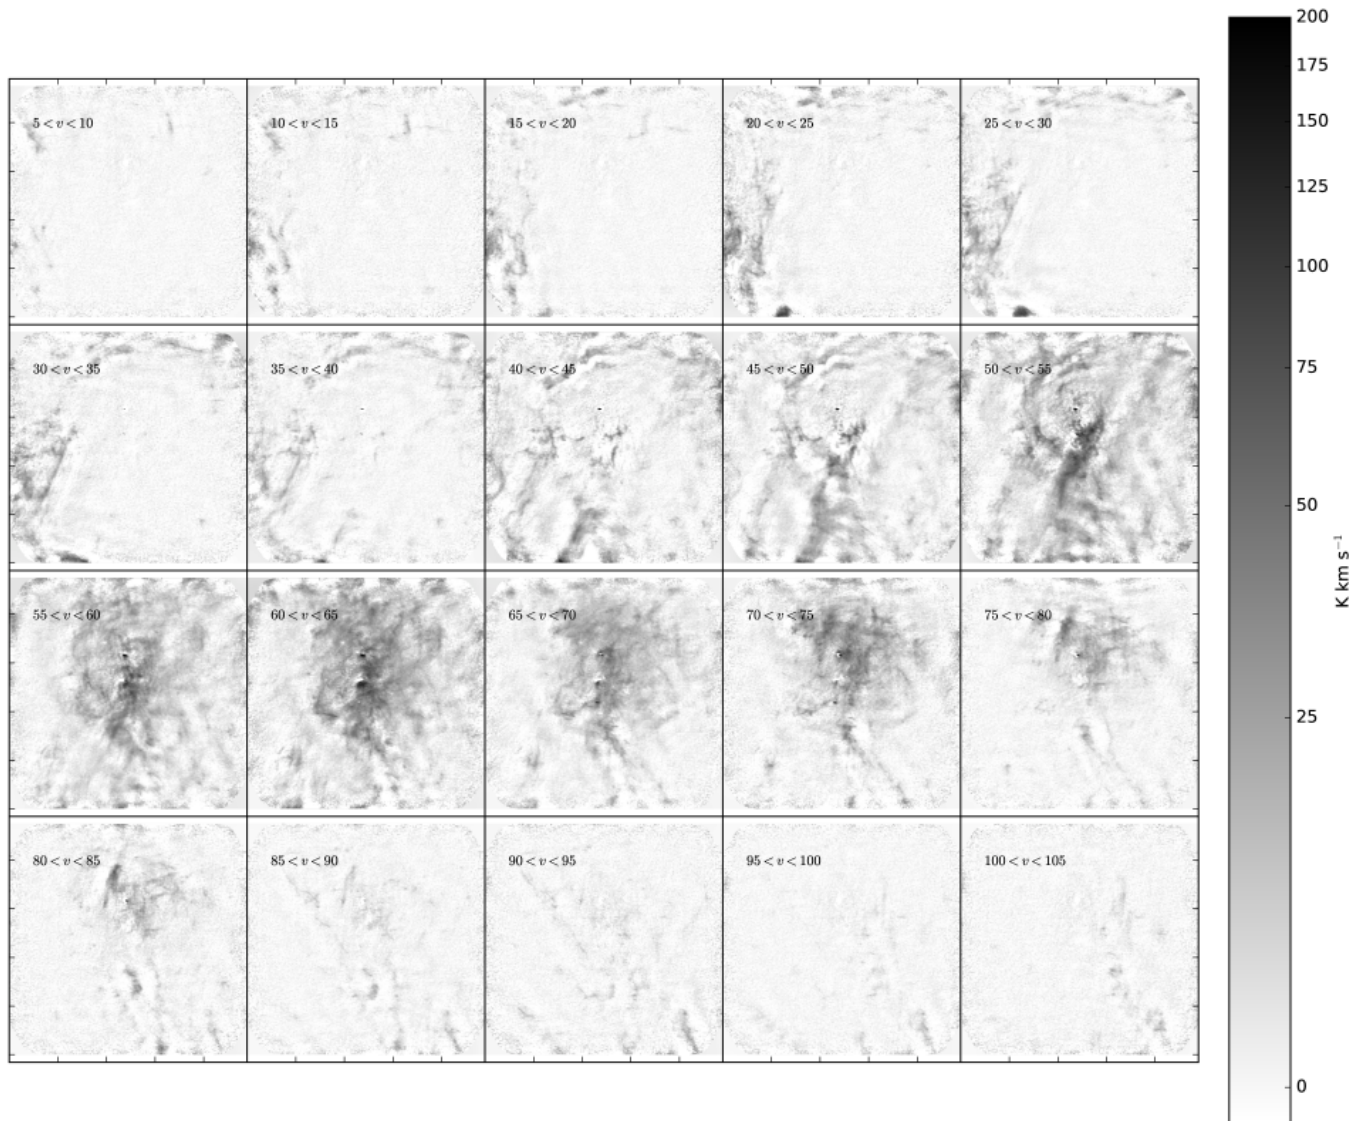 5 < v < 10
10 < v < 15
15 < v < 20
20 < v < 25
25 < v < 30
30 < v < 35
35 < v < 40
40 < v < 45
45 < v < 50
50 < v < 55
55 < v < 60
60 < v < 65
65 < v < 70
70 < v < 75
75 < v < 80
80 < v < 85
85 < v < 90
90 < v < 95
95 < v < 100
100 < v < 105
200
175
150
125
100
75
50
25
0
K km s⁻¹